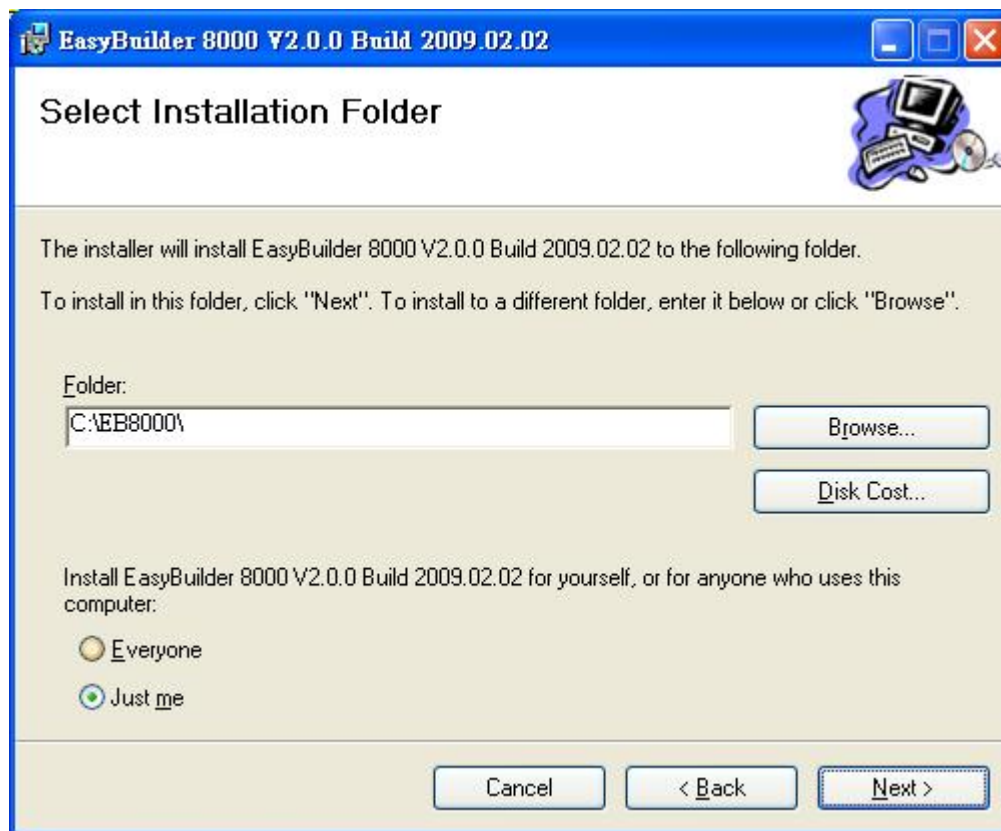 EasyBuilder 8000 V2.0.0 Build 2009.02.02
Select Installation Folder
The installer will install EasyBuilder 8000 V2.0.0 Build 2009.02.02 to the following folder.
To install in this folder, click "Next". To install to a different folder, enter it below or click "Browse".
Folder:
C:\EB8000\
Browse...
Disk Cost...
Install EasyBuilder 8000 V2.0.0 Build 2009.02.02 for yourself, or for anyone who uses this
computer:
Everyone
Just me
Cancel
< Back
Next >